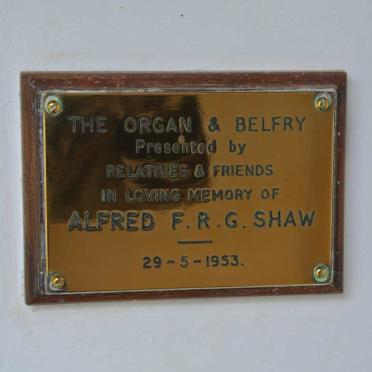 THE ORGAN & BELFRY
Presented by
RELATIVES & FRIENDS
IN LOVING MEMORY OF
ALFRED F.R.G. SHAW
29-5-1953.